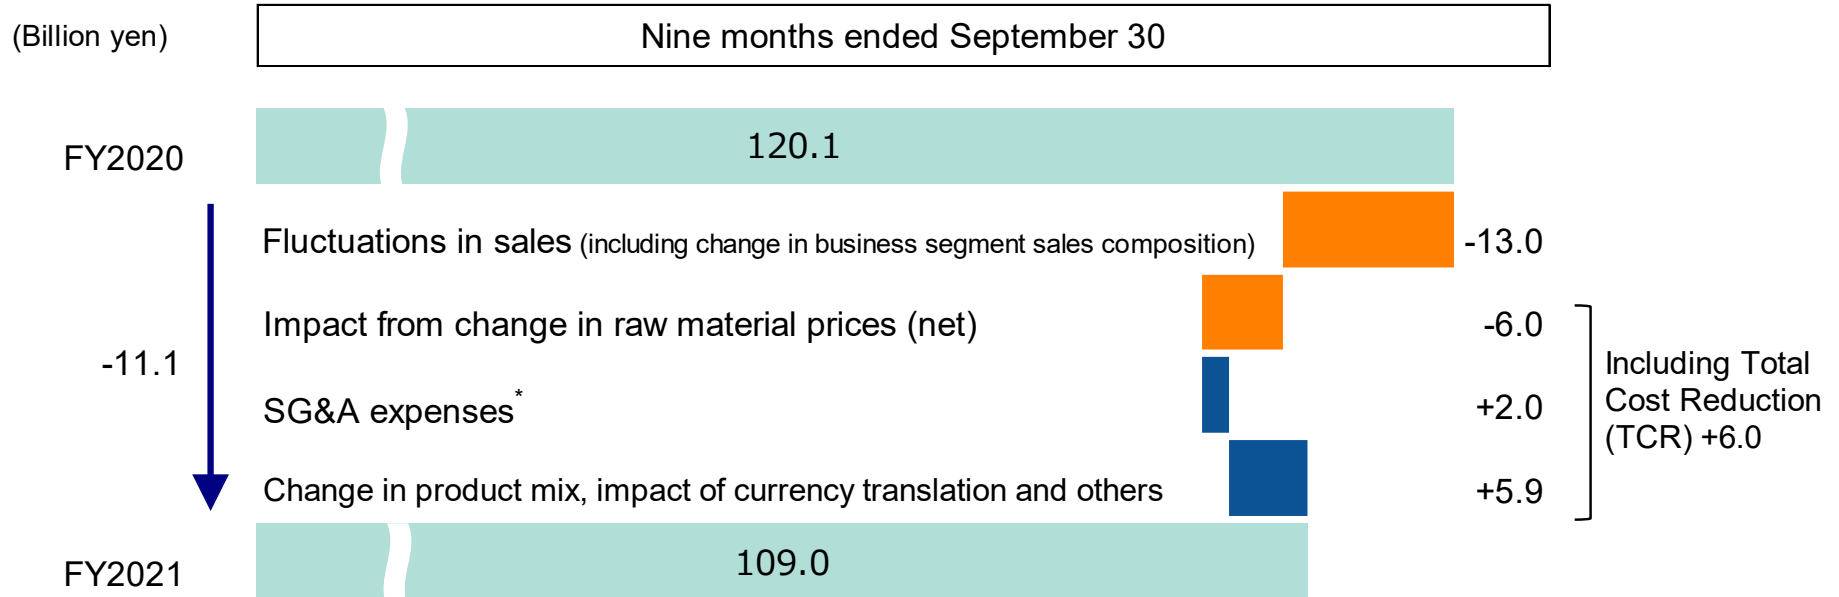 (Billion yen)
Nine months ended September 30
FY2020
120.1
Fluctuations in sales (including change in business segment sales composition)
-13.0
Impact from change in raw material prices (net)
-6.0
-11.1
SG&A expenses*
+2.0
Including Total
Cost Reduction
(TCR) +6.0
Change in product mix, impact of currency translation and others
+5.9
FY2021
109.0